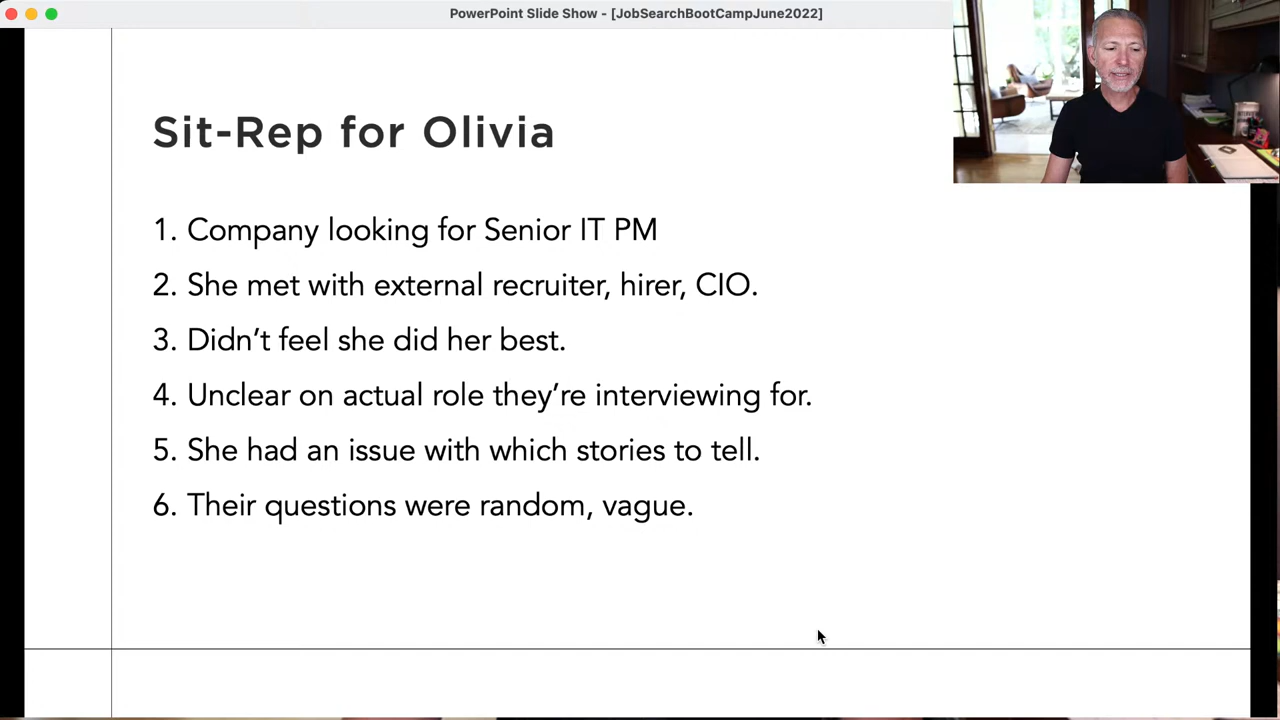 PowerPoint Slide Show - [JobSearchBootCampJune2022]
Sit-Rep for Olivia
1. Company looking for Senior IT PM
2. She met with external recruiter, hirer, CIO.
3. Didn’t feel she did her best.
4. Unclear on actual role they’re interviewing for.
5. She had an issue with which stories to tell.
6. Their questions were random, vague.